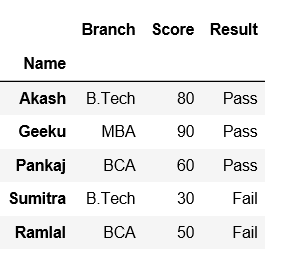 Branch Score Result
Name
Akash B.Tech 80 Pass
Geeku MBA 90 Pass
Pankaj BCA 60 Pass
Sumitra B.Tech 30 Fail
Ramlal BCA 50 Fail